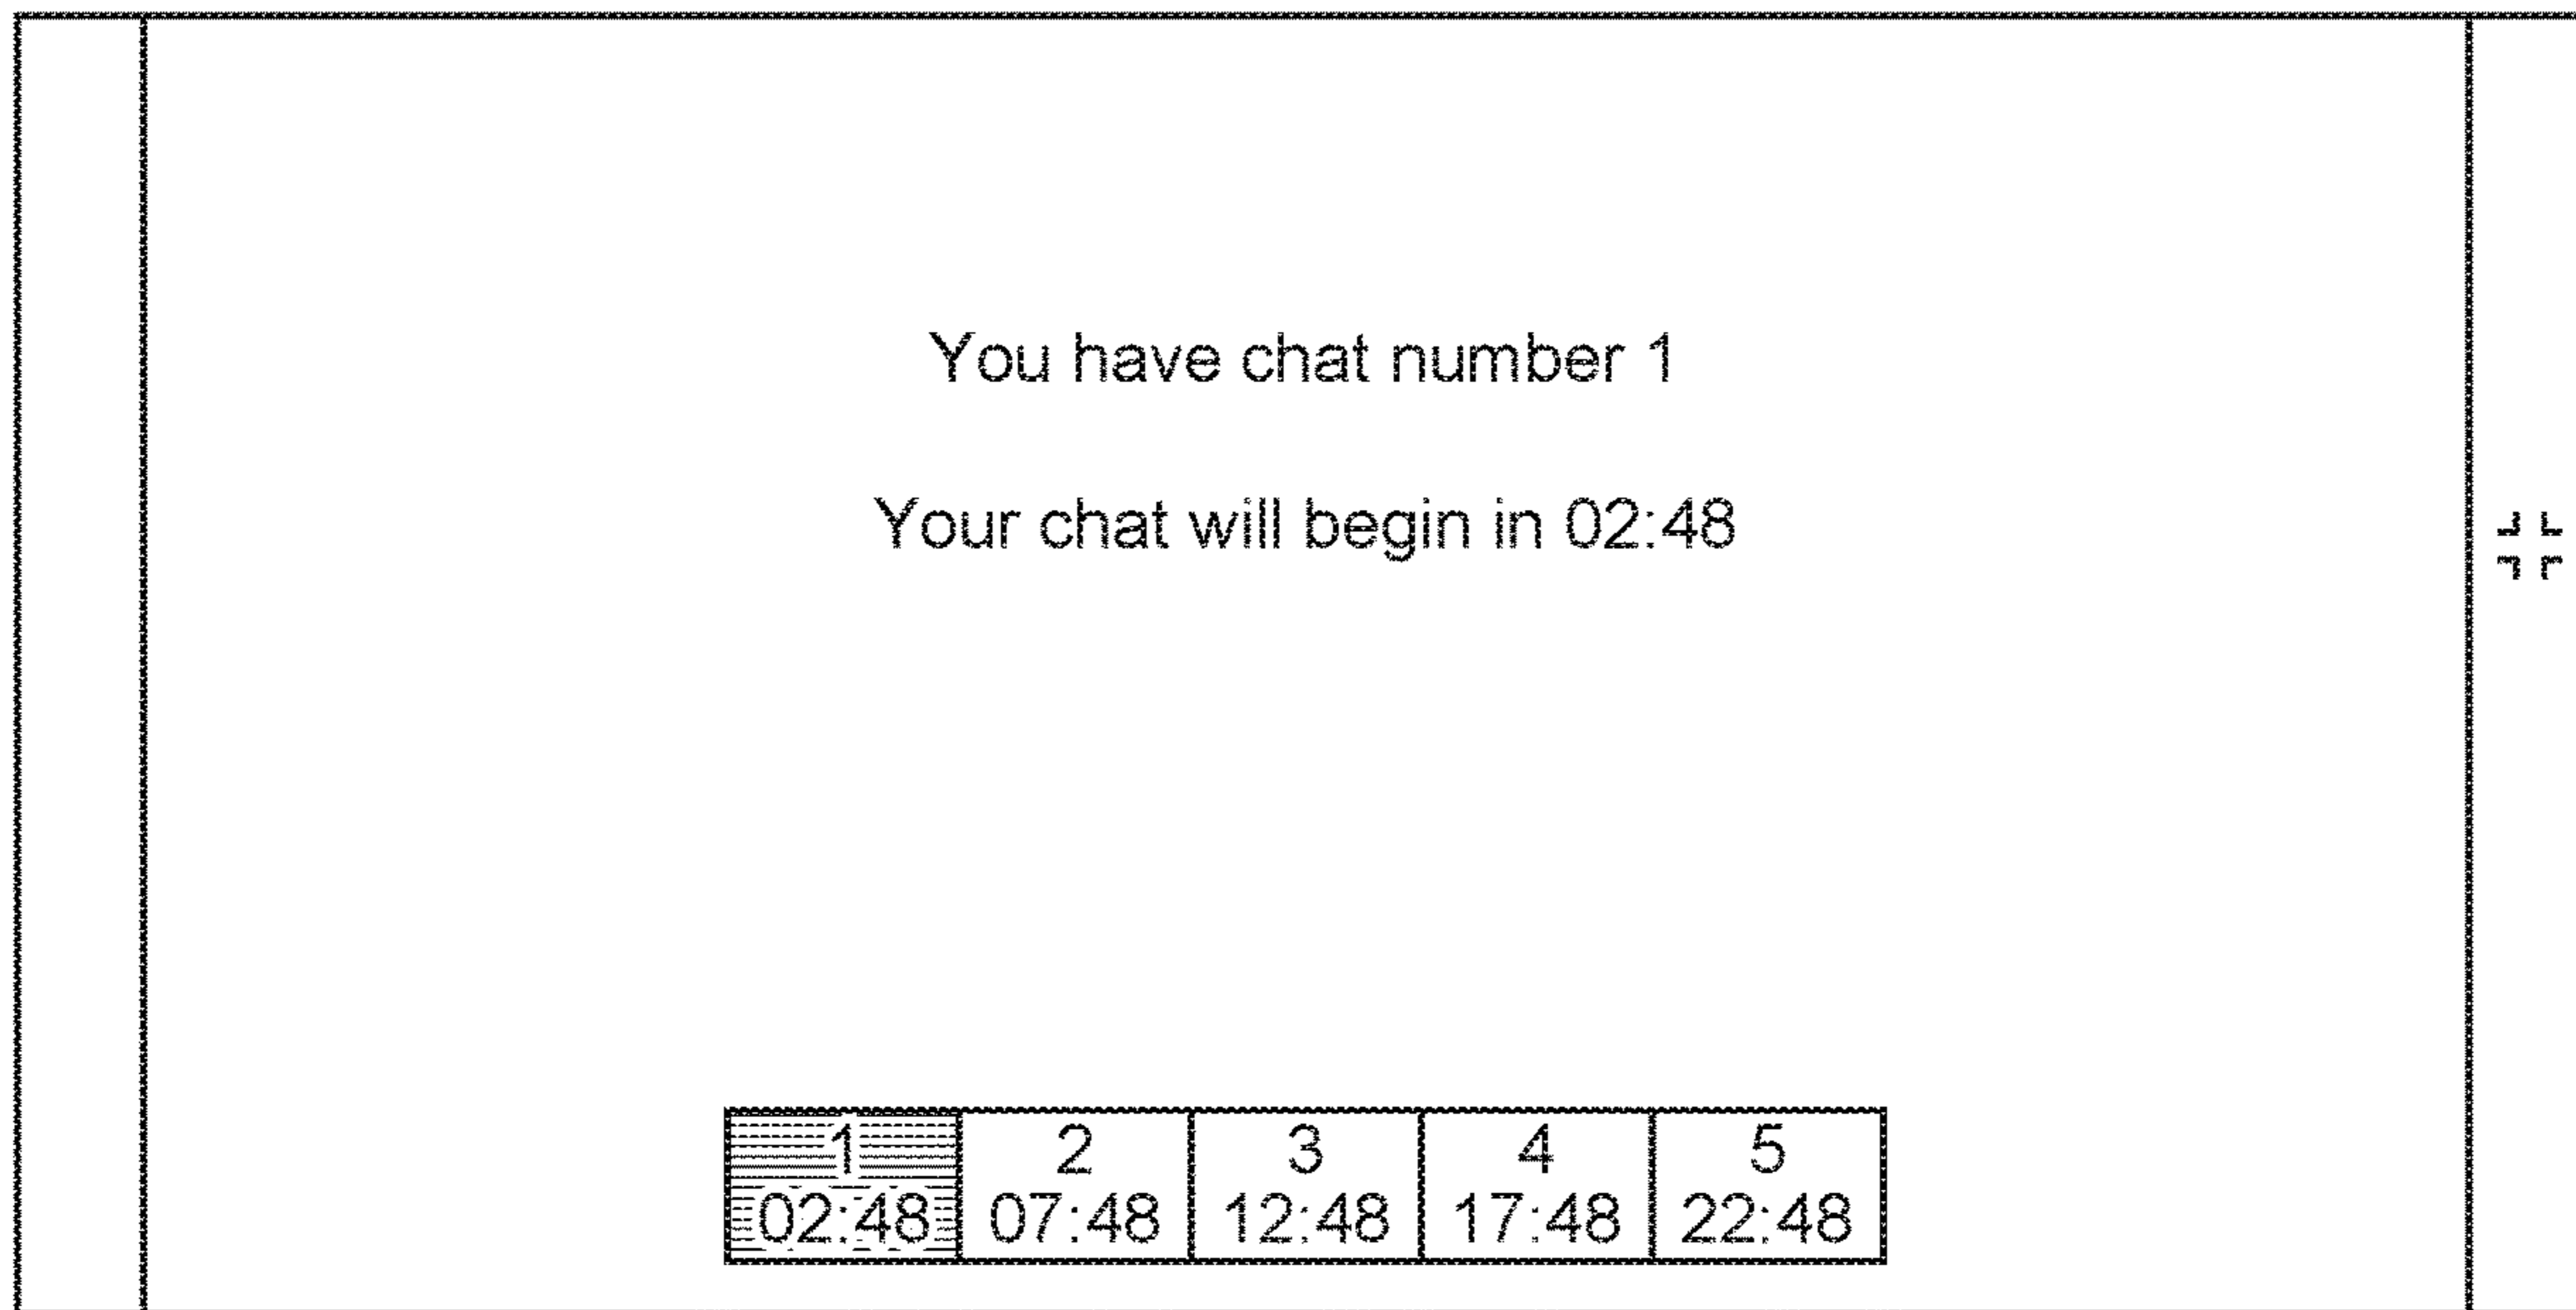 You have chat number 1
Your chat will begin in 02:48
1 2 3 4 5
02:48 07:48 12:48 17:48 22:48